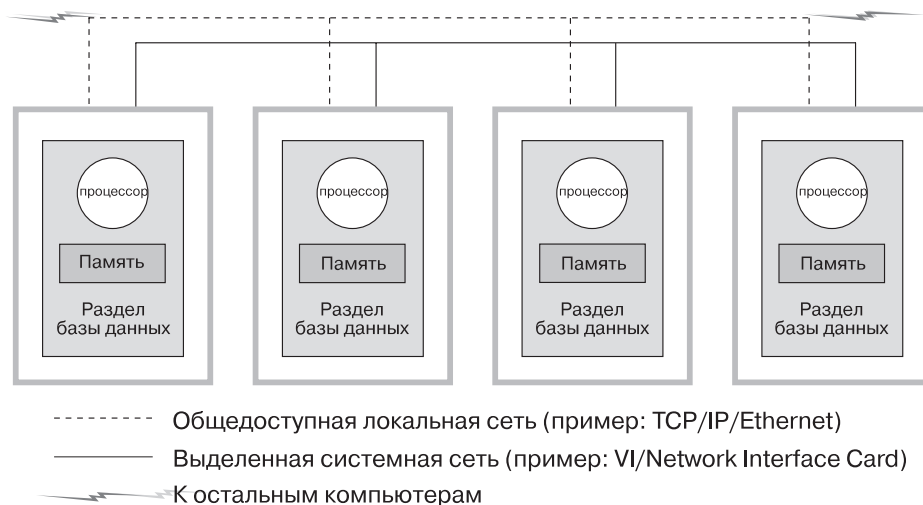 процессор
Память
Раздел
базы данных
процессор
Память
Раздел
базы данных
процессор
Память
Раздел
базы данных
процессор
Память
Раздел
базы данных
Общедоступная локальная сеть (пример: TCP/IP/Ethernet)
Выделенная системная сеть (пример: VI/Network Interface Card)
К остальным компьютерам